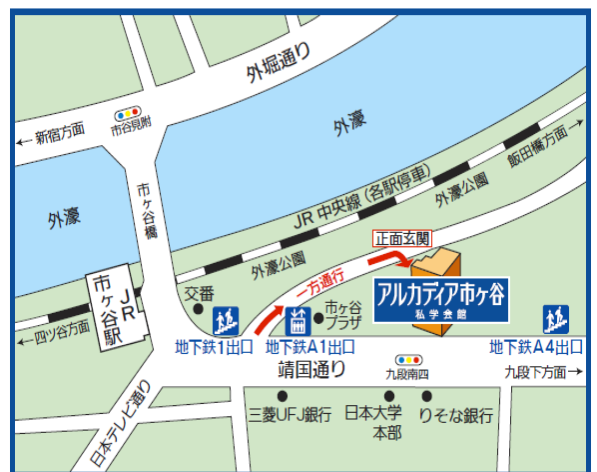 外堀通り
市谷見附
←新宿方面
外濠
飯田橋方面→
市ヶ谷橋
JR中央線（各駅停車）
外濠公園
外濠
正面玄関
外濠公園
一方通行
アルカディア市ヶ谷
私学会館
JR
市ヶ谷駅
交番
市ヶ谷
プラザ
←四ツ谷方面
地下鉄1出口
地下鉄A1出口
地下鉄A4出口
靖国通り
九段南四
九段下方面→
日本テレビ通り
三菱UFJ銀行
日本大学
本部
りそな銀行